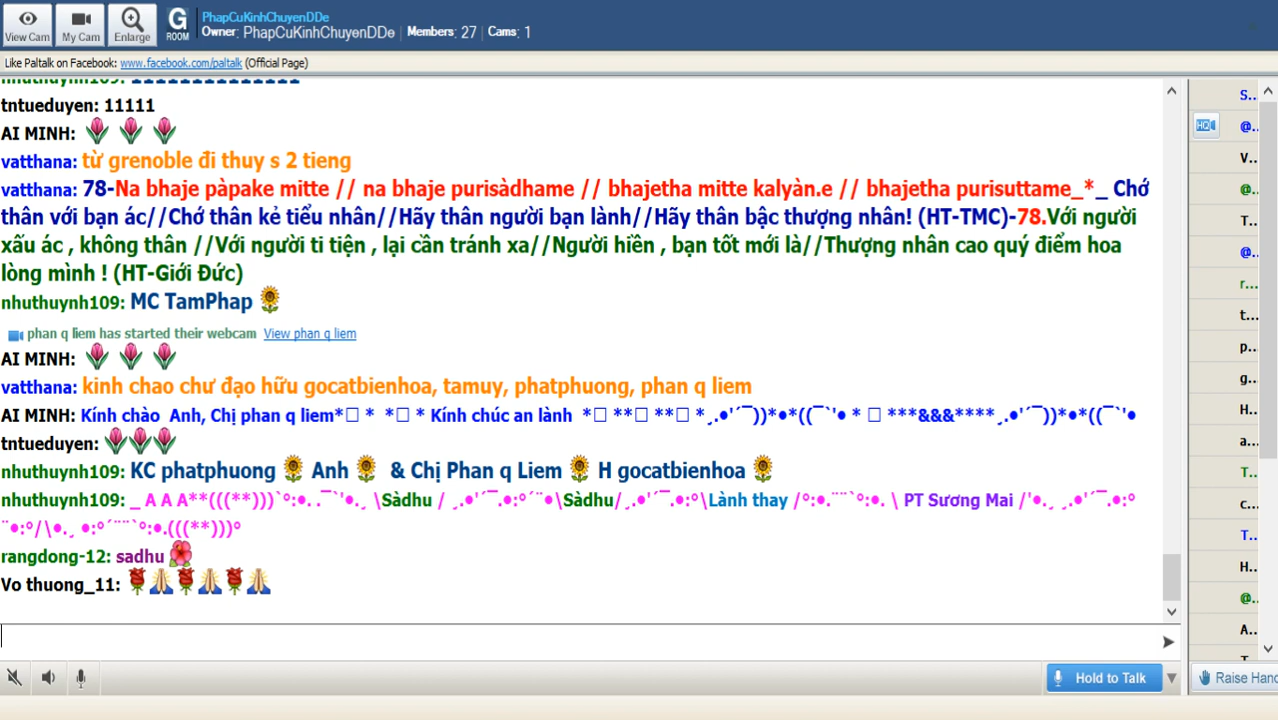 PhapCuKinhChuyenDDe
Owner: PhapCuKinhChuyenDDe | Members: 27 | Cams: 1
View Cam
My Cam
Enlarge
G
ROOM
Like Paltalk on Facebook: www.facebook.com/paltalk (Official Page)
tntueduyen: 11111
AI MINH:
vatthana: từ grenoble đi thuy s 2 tieng
vatthana: 78-Na bhaje pàpake mitte // na bhaje purisàdhame // bhajetha mitte kalyàn.e // bhajetha purisuttame_*_ Chớ
thân với bạn ác//Chớ thân kẻ tiểu nhân//Hãy thân người bạn lành//Hãy thân bậc thượng nhân! (HT-TMC)-78.Với người
xấu ác , không thân //Với người ti tiện , lại cần tránh xa//Người hiền , bạn tốt mới là//Thượng nhân cao quý điểm hoa
lòng mình ! (HT-Giới Đức)
nhuthuynh109: MC TamPhap
phan q liem has started their webcam View phan q liem
AI MINH:
vatthana: kinh chao chư đạo hữu gocatbienhoa, tamuy, phatphuong, phan q liem
AI MINH: Kính chào Anh, Chị phan q liem*□ * *□ * Kính chúc an lành *□ **□ **□ *¸.•'´¯))*•*((¯`'• * □ ***&&&****¸.•'´¯))*•*((¯`'•
tntueduyen:
nhuthuynh109: KC phatphuong Anh & Chị Phan q Liem H gocatbienhoa
nhuthuynh109: _ A A A**(((**)))`°:•. .¯`'•.¸ \Sàdhu / ¸.•'´¯.•:°´¨•\Sàdhu/¸.•'´¯.•:°\Lành thay /°:•.¨¨`°:•. \ PT Sương Mai /'•.¸ ¸.•'´¯.•:°
¨•:°/\•.¸ •:°´¨¨`°:•.(((**)))°
rangdong-12: sadhu
Vo thuong_11:
Hold to Talk
Raise Hand
HQ
S...
@..
V...
@..
T...
@..
r...
t...
p...
g...
H..
a...
T..
c...
T..
H..
@..
A..